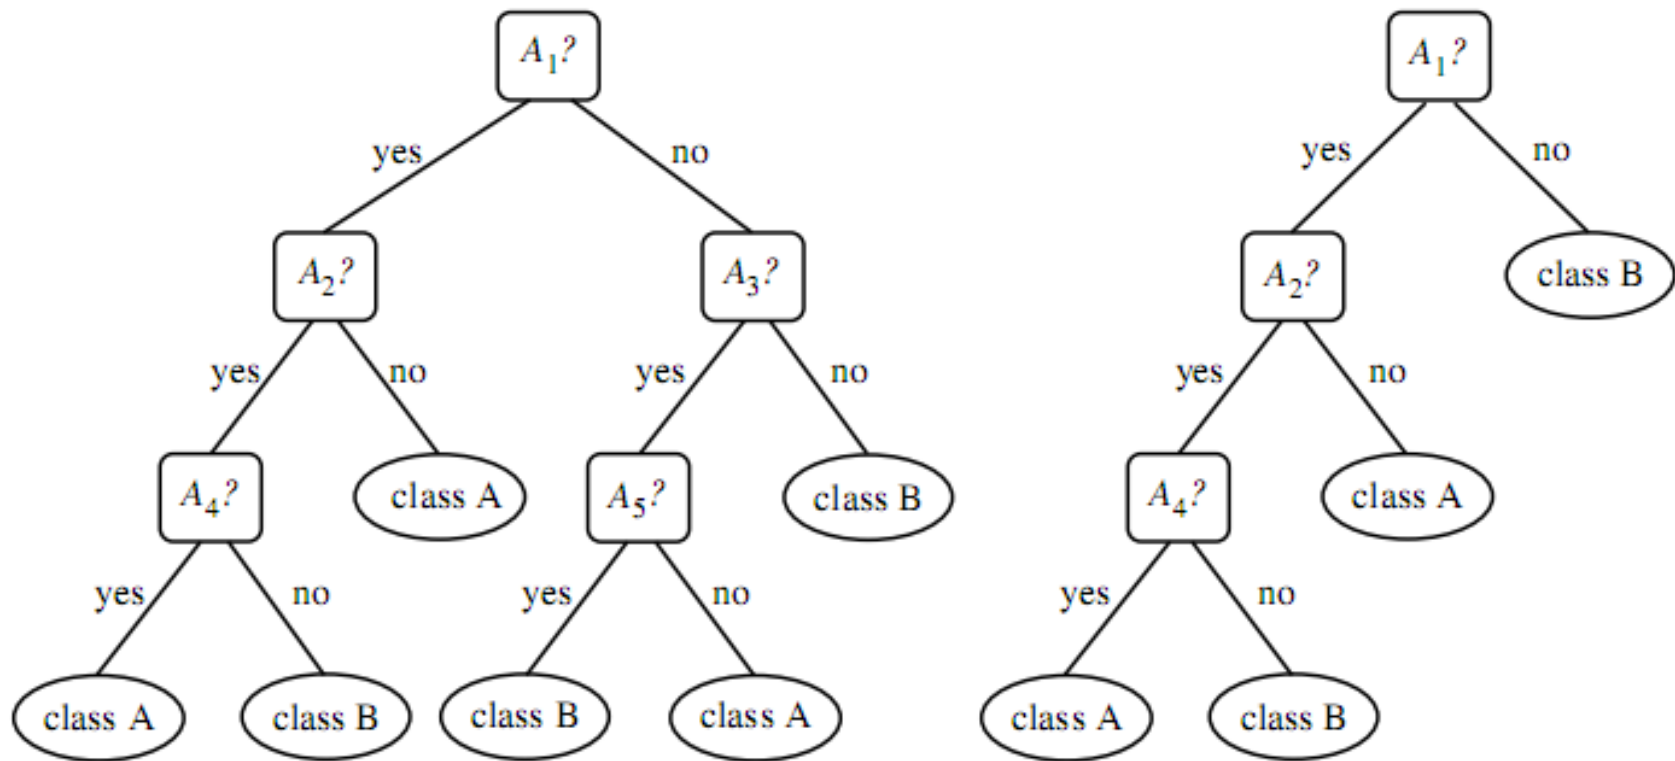 A1? A1?
yes no yes no
A2? A3? A2? class B
yes no yes no yes no
A4? class A A5? class B A4? class A
yes no yes no yes no
class A class B class B class A class A class B